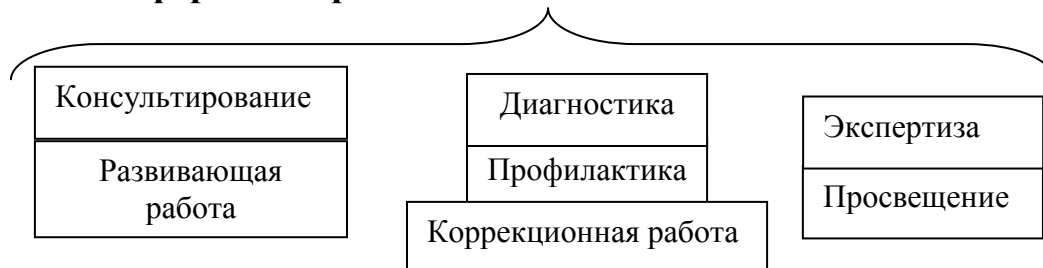 Консультирование
Развивающая
работа
Диагностика
Профилактика
Коррекционная работа
Экспертиза
Просвещение